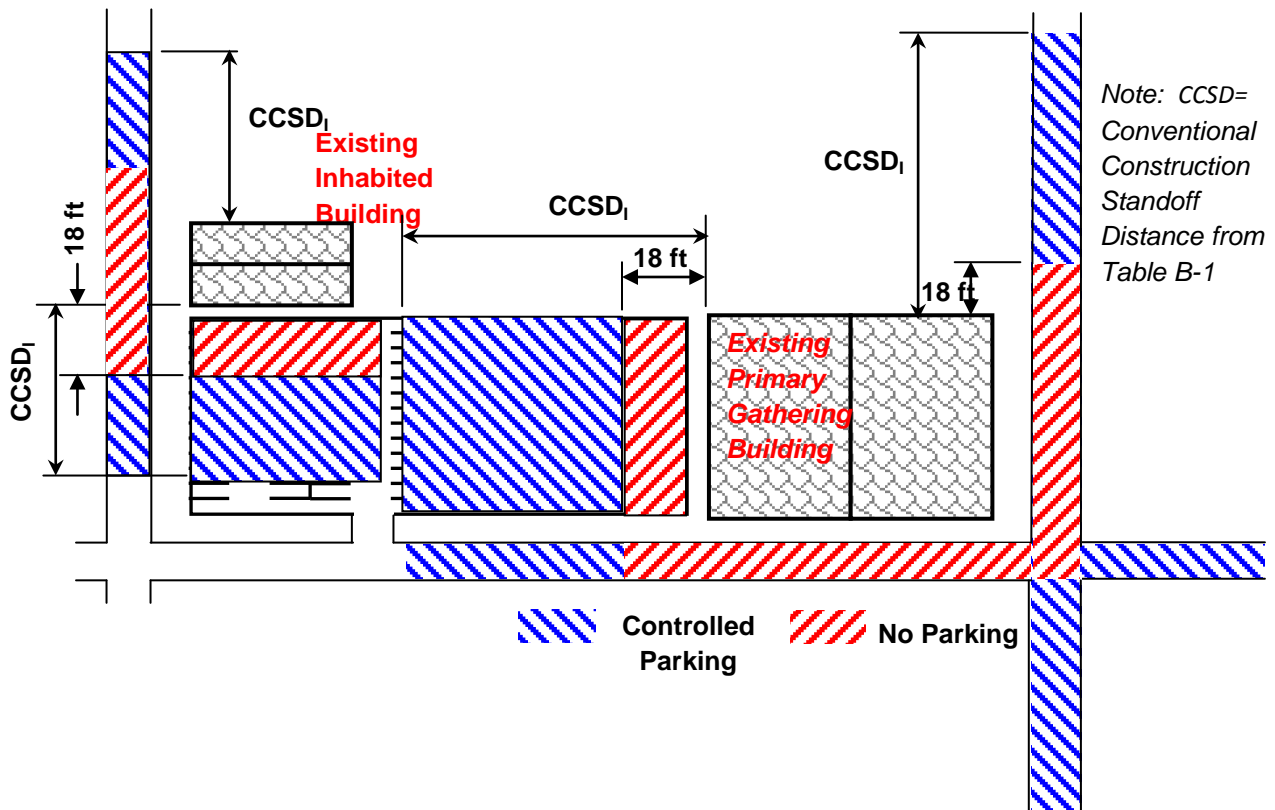 CCSDI
Existing
Inhabited
Building
18 ft
CCSDI
CCSDI
18 ft
CCSDI
18 ft
Note: CCSD=
Conventional
Construction
Standoff
Distance from
Table B-1
Existing
Primary
Gathering
Building
Controlled
Parking
No Parking